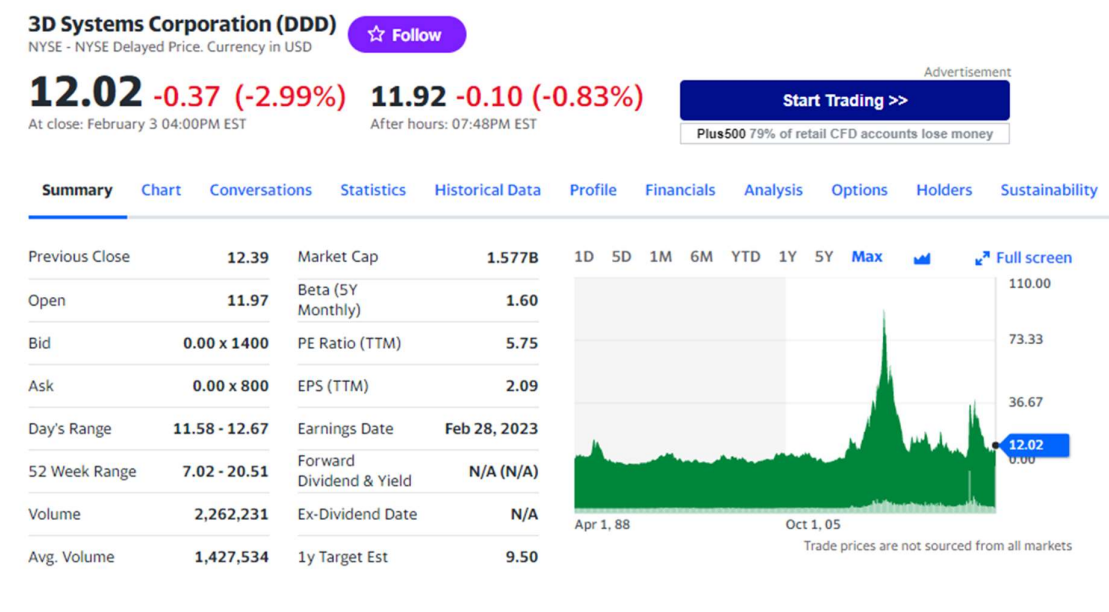 3D Systems Corporation (DDD)
Follow
NYSE - NYSE Delayed Price. Currency in USD
12.02 -0.37 (-2.99%) 11.92 -0.10 (-0.83%)
At close: February 3 04:00PM EST After hours: 07:48PM EST
Advertisement
Start Trading >>
Plus500 79% of retail CFD accounts lose money
Summary Chart Conversations Statistics Historical Data Profile Financials Analysis Options Holders Sustainability
Previous Close 12.39
Open 11.97
Bid 0.00 x 1400
Ask 0.00 x 800
Day's Range 11.58 - 12.67
52 Week Range 7.02 - 20.51
Volume 2,262,231
Avg. Volume 1,427,534
Market Cap 1.577B
Beta (5Y
Monthly) 1.60
PE Ratio (TTM) 5.75
EPS (TTM) 2.09
Earnings Date Feb 28, 2023
Forward
Dividend & Yield N/A (N/A)
Ex-Dividend Date N/A
1y Target Est 9.50
1D 5D 1M 6M YTD 1Y 5Y Max Full screen
110.00
73.33
36.67
12.02
0.00
Apr 1, 88 Oct 1, 05
Trade prices are not sourced from all markets